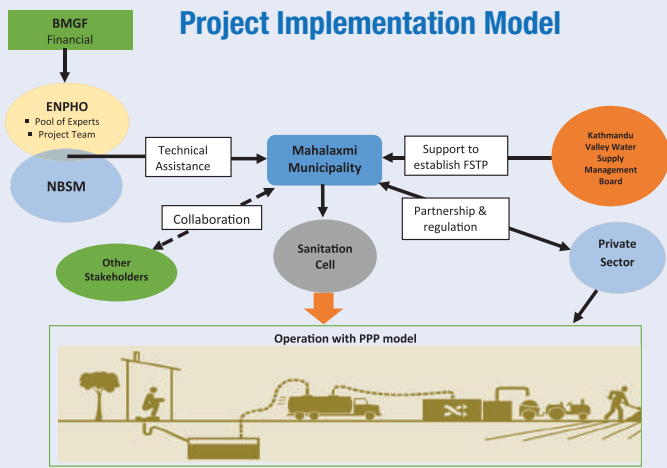 Project Implementation Model
BMGF
Financial
ENPHO
▪ Pool of Experts
▪ Project Team
NBSM
Technical
Assistance
Mahalaxmi
Municipality
Support to
establish FSTP
Kathmandu
Valley Water
Supply
Management
Board
Collaboration
Partnership &
regulation
Other
Stakeholders
Sanitation
Cell
Private
Sector
Operation with PPP model